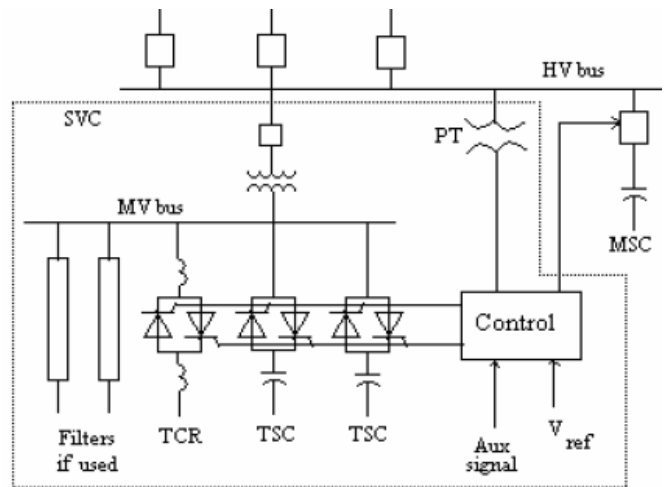 HV bus
SVC
PT
MV bus
MSC
Control
Filters
if used
TCR
TSC
TSC
Aux
signal
V ref